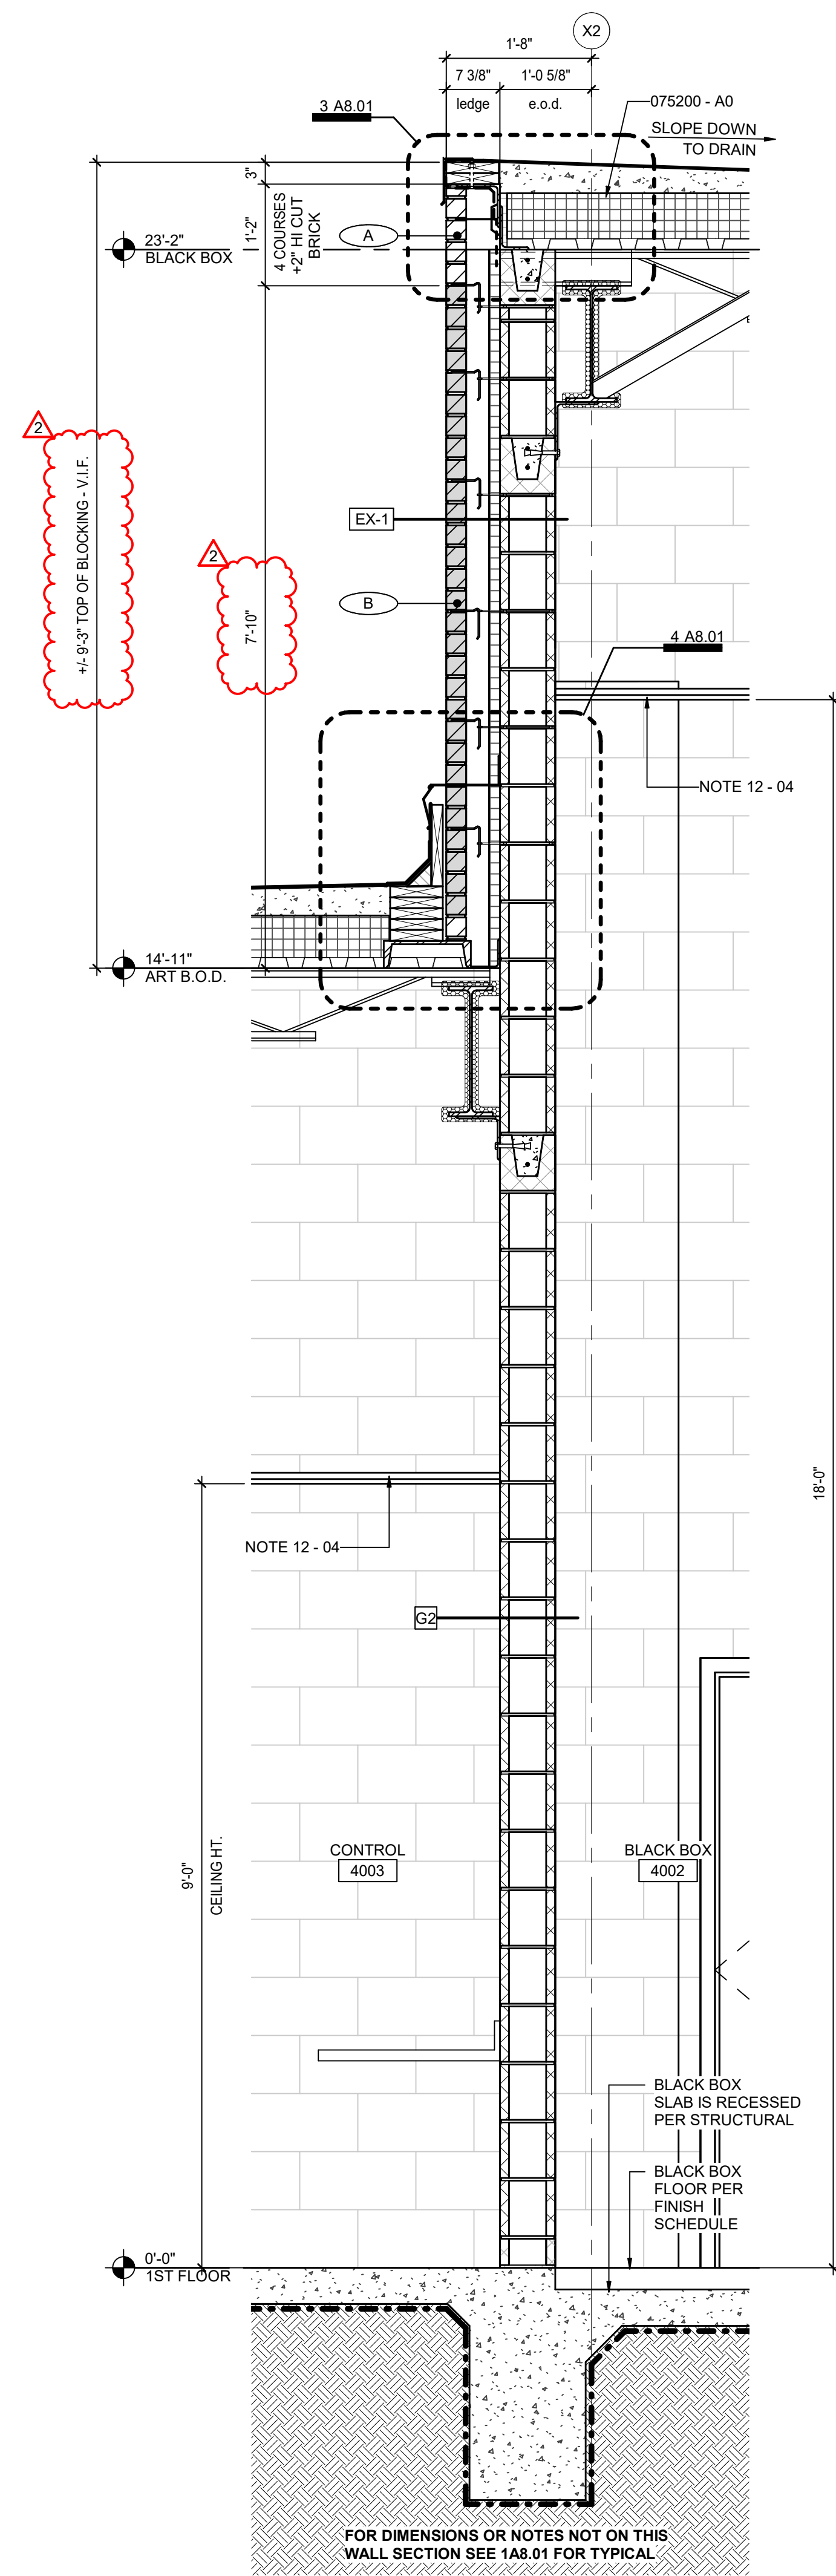 X2
1'-8"
7 3/8"
1'-0 5/8"
ledge
e.o.d.
3 A8.01
075200 - A0
SLOPE DOWN
TO DRAIN
3"
1'-2"
4 COURSES
+2" HI CUT
BRICK
A
23'-2"
BLACK BOX
2
+/- 9'-3" TOP OF BLOCKING - V.I.F.
2
7'-10"
EX-1
B
4 A8.01
NOTE 12 - 04
14'-11"
ART B.O.D.
18'-0"
NOTE 12 - 04
G2
9'-0"
CEILING HT.
CONTROL
4003
BLACK BOX
4002
BLACK BOX
SLAB IS RECESSED
PER STRUCTURAL
BLACK BOX
FLOOR PER
FINISH
SCHEDULE
0'-0"
1ST FLOOR
FOR DIMENSIONS OR NOTES NOT ON THIS
WALL SECTION SEE 1A8.01 FOR TYPICAL